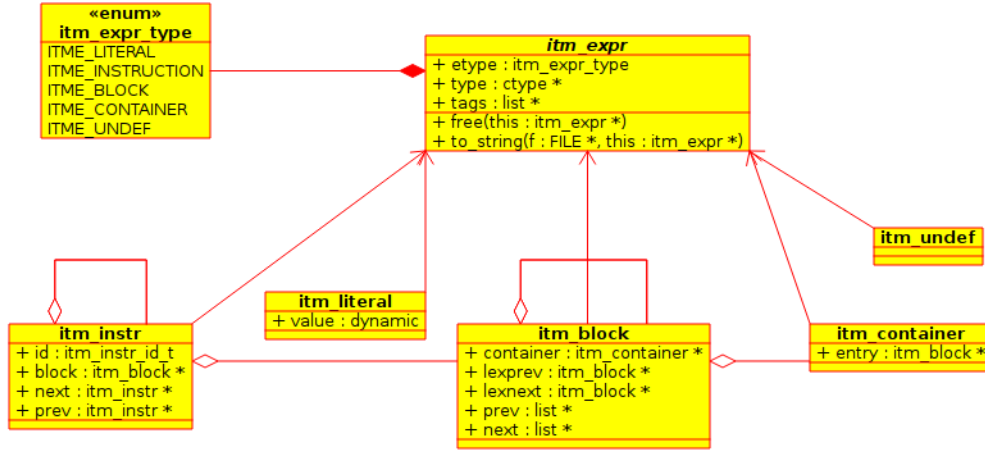 «enum»
itm_expr_type
ITME_LITERAL
ITME_INSTRUCTION
ITME_BLOCK
ITME_CONTAINER
ITME_UNDEF
itm_expr
+ etype : itm_expr_type
+ type : ctype *
+ tags : list *
+ free(this : itm_expr *)
+ to_string(f : FILE *, this : itm_expr *)
itm_undef
itm_literal
+ value : dynamic
itm_instr
+ id : itm_instr_id_t
+ block : itm_block *
+ next : itm_instr *
+ prev : itm_instr *
itm_block
+ container : itm_container *
+ lexprev : itm_block *
+ lexnext : itm_block *
+ prev : list *
+ next : list *
itm_container
+ entry : itm_block *